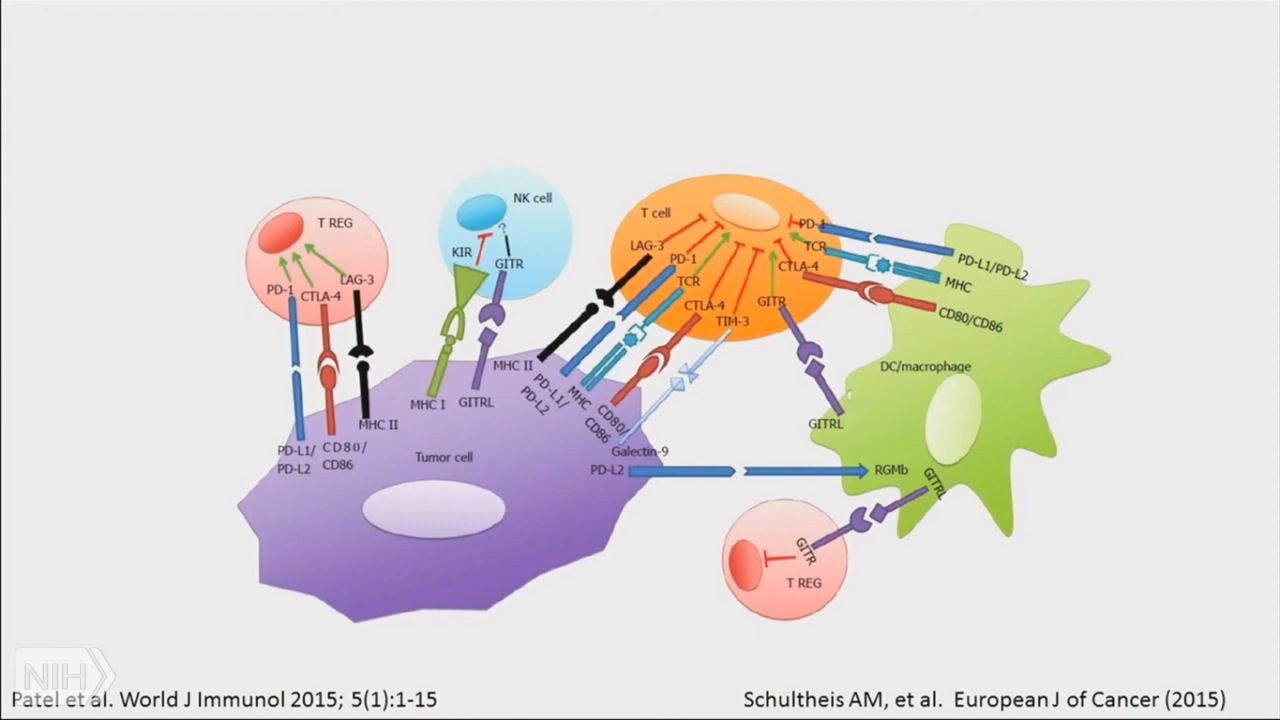 NK cell
T REG
KIR
?
GITR
PD-1
CTLA-4
LAG-3
T cell
LAG-3
PD-1
TCR
CTLA-4
TIM-3
GITR
PD-1
TCR
CTLA-4
PD-L1/PD-L2
MHC
CD80/CD86
DC/macrophage
GITRL
MHC II
PD-L1/
PD-L2
MHC
CD80/
CD86
Galectin-9
MHC I
GITRL
MHC II
PD-L1/
PD-L2
CD80/
CD86
Tumor cell
PD-L2
RGMb
GITRL
GITR
T REG
NIH
Patel et al. World J Immunol 2015; 5(1):1-15
Schultheis AM, et al. European J of Cancer (2015)